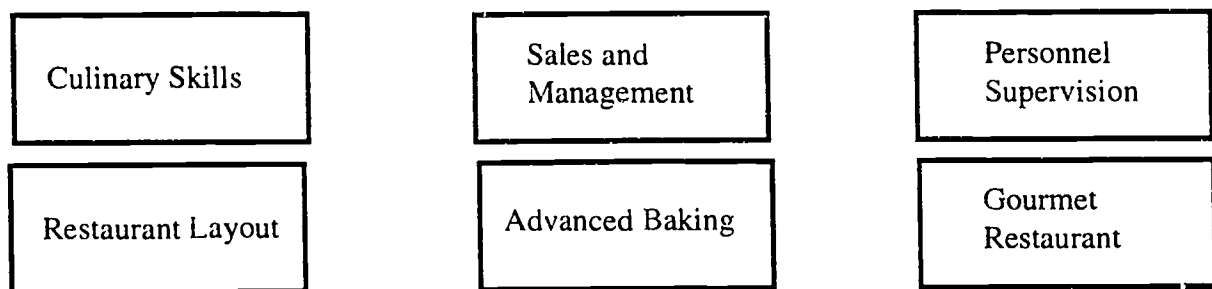 Culinary Skills
Sales and
Management
Personnel
Supervision
Restaurant Layout
Advanced Baking
Gourmet
Restaurant